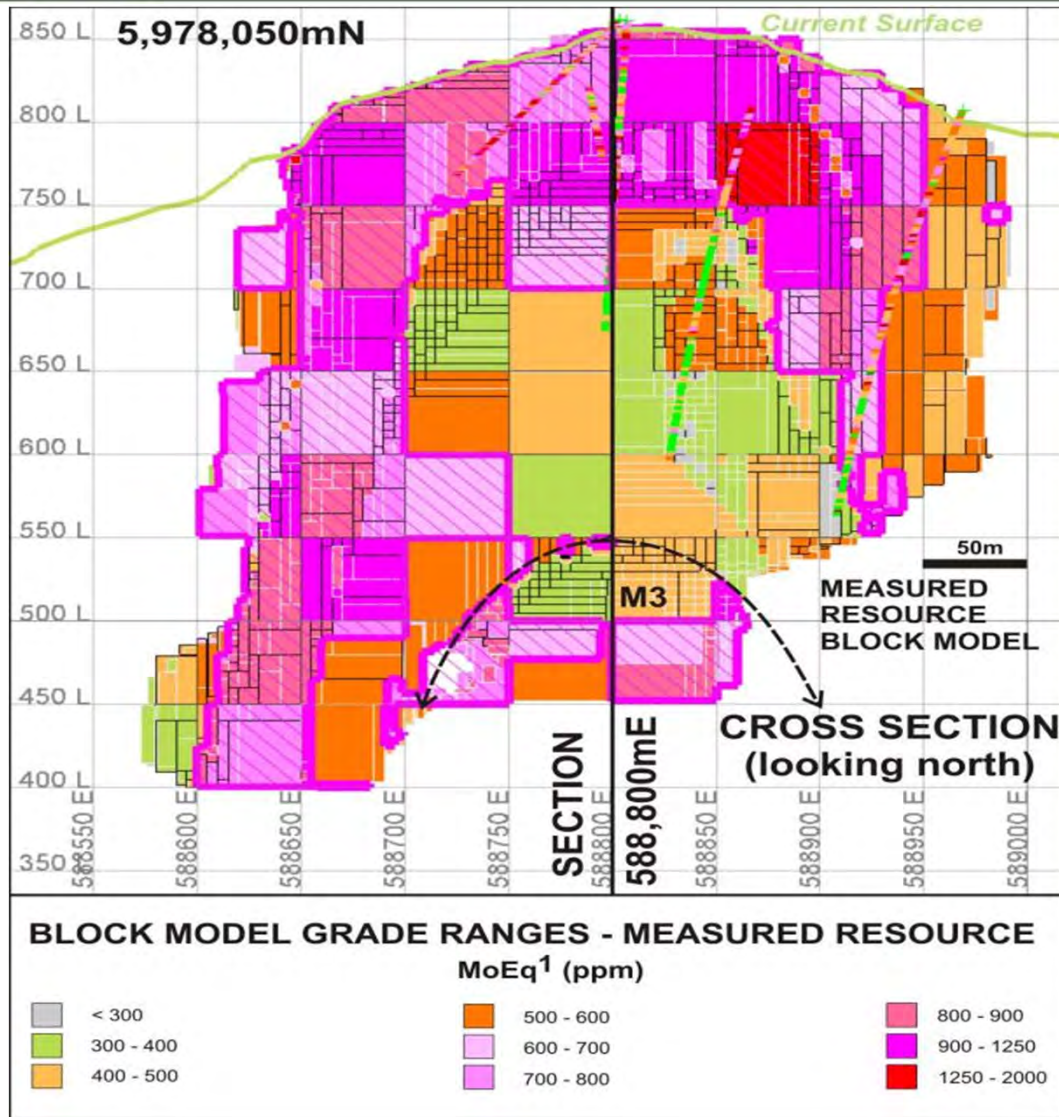 5,978,050mN
Current Surface
850 L
800 L
750 L
700 L
650 L
600 L
550 L
500 L
450 L
400 L
350
50m
M3
MEASURED
RESOURCE
BLOCK MODEL
CROSS SECTION
(looking north)
SECTION
588,800mE
588550 E
588600 E
588650 E
588700 E
588750 E
588800 E
588850 E
588900 E
588950 E
589000 E
BLOCK MODEL GRADE RANGES - MEASURED RESOURCE
MoEq¹ (ppm)
< 300
300 - 400
400 - 500
500 - 600
600 - 700
700 - 800
800 - 900
900 - 1250
1250 - 2000